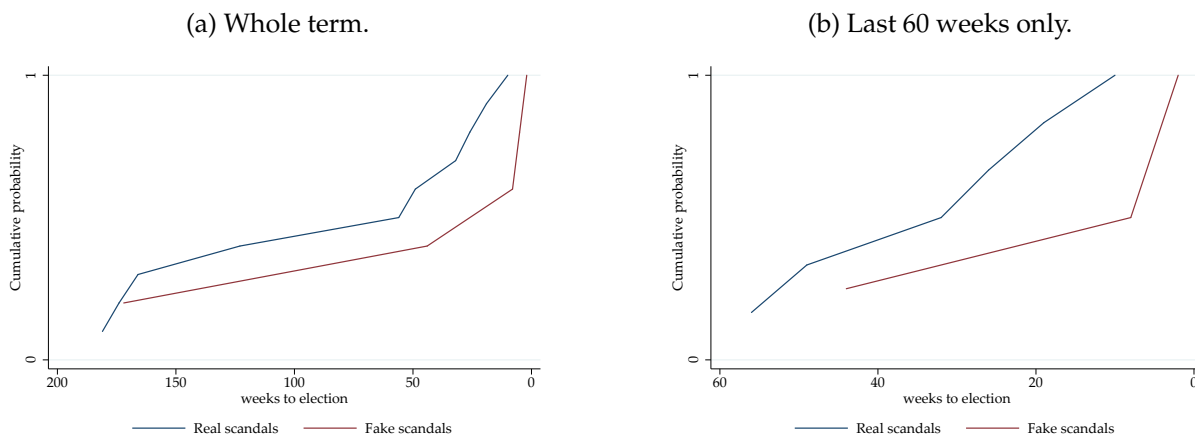 (a) Whole term.
Cumulative probability
1
0
200 150 100 50 0
weeks to election
Real scandals Fake scandals
(b) Last 60 weeks only.
Cumulative probability
1
0
60 40 20 0
weeks to election
Real scandals Fake scandals